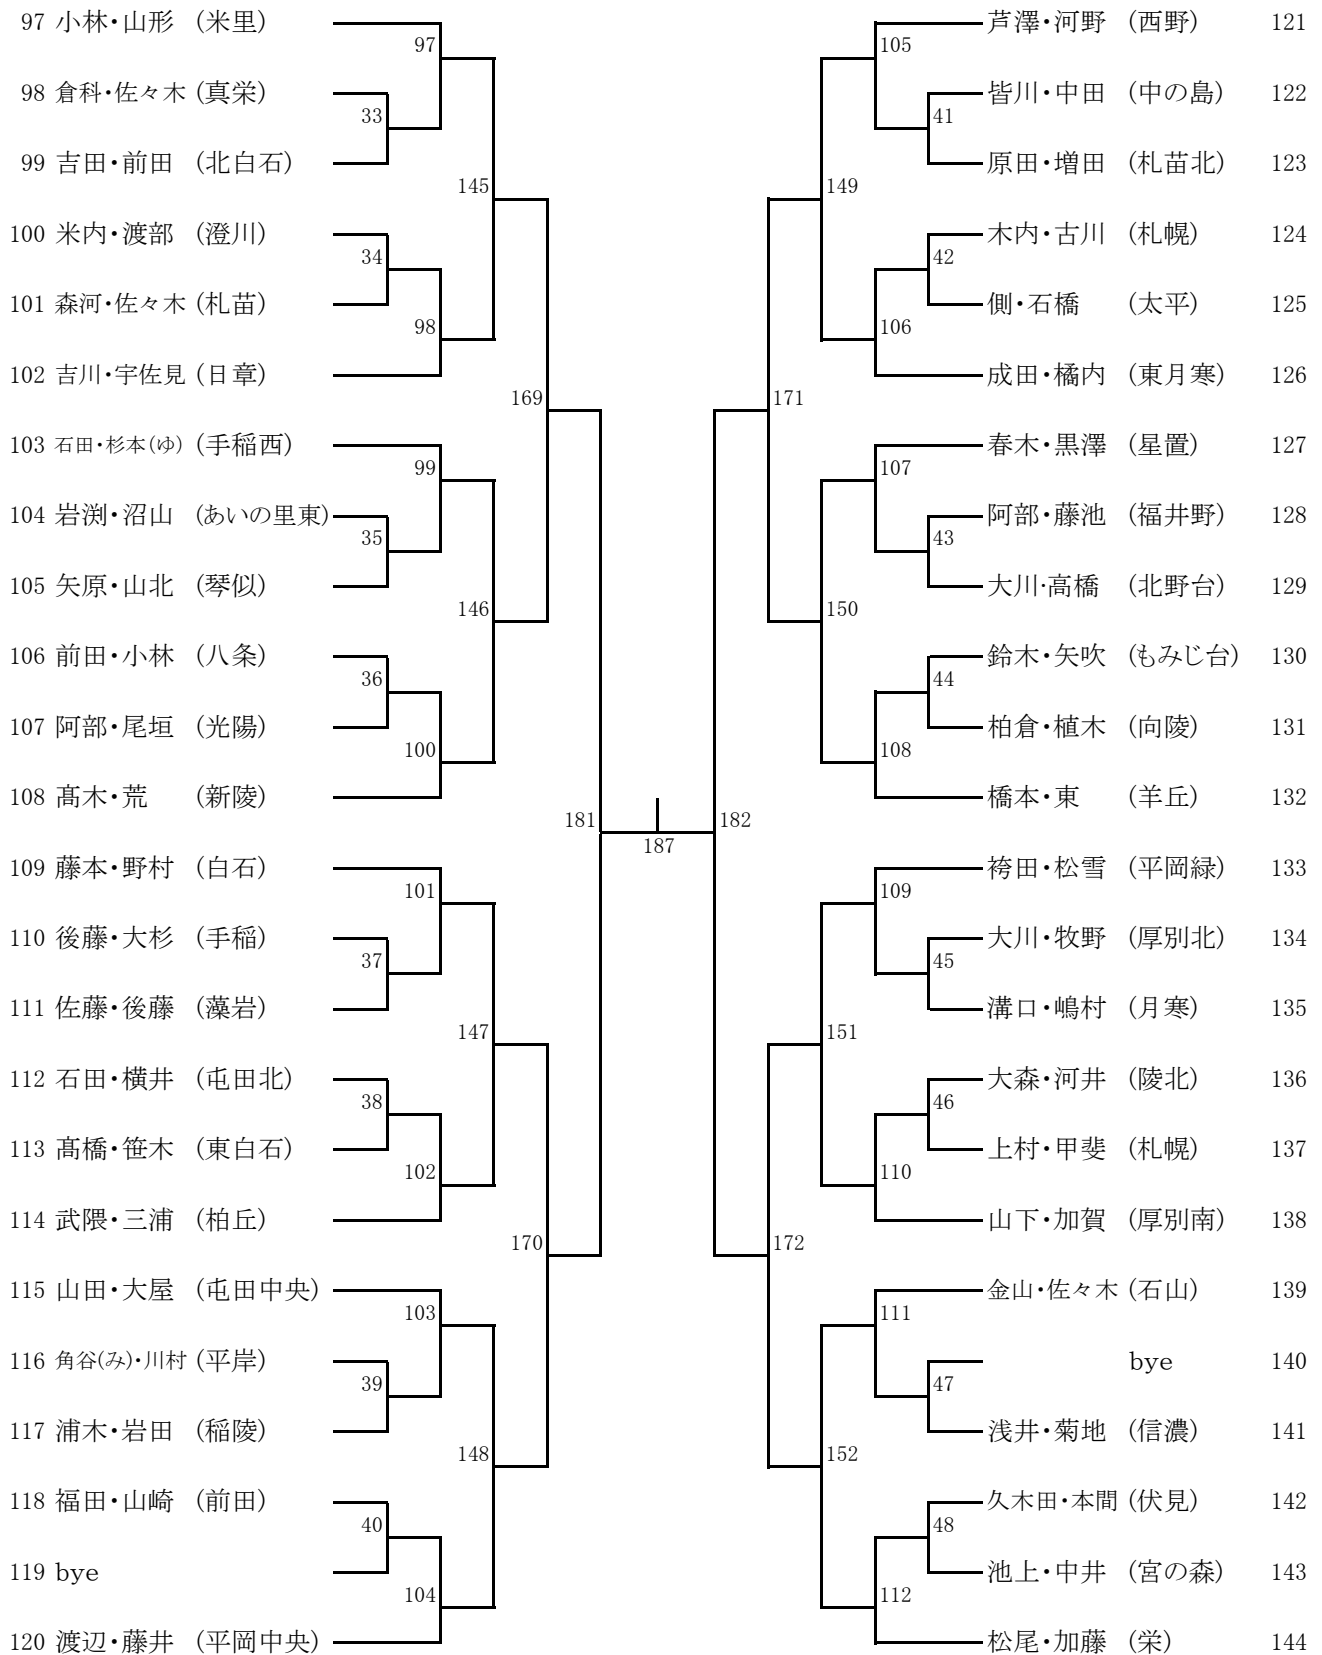 97 小林・山形 (米里)
97
98 倉科・佐々木 (真栄)
33
99 吉田・前田 (北白石)
145
100 米内・渡部 (澄川)
34
101 森河・佐々木 (札苗)
98
102 吉川・宇佐見 (日章)
169
103 石田・杉本(ゆ) (手稲西)
99
104 岩渕・沼山 (あいの里東)
35
105 矢原・山北 (琴似)
146
106 前田・小林 (八条)
36
107 阿部・尾垣 (光陽)
100
108 髙木・荒 (新陵)
181
109 藤本・野村 (白石)
101
110 後藤・大杉 (手稲)
37
111 佐藤・後藤 (藻岩)
147
112 石田・横井 (屯田北)
38
113 髙橋・笹木 (東白石)
102
114 武隈・三浦 (柏丘)
170
115 山田・大屋 (屯田中央)
103
116 角谷(み)・川村 (平岸)
39
117 浦木・岩田 (稲陵)
148
118 福田・山崎 (前田)
40
119 bye
104
120 渡辺・藤井 (平岡中央)
187
芦澤・河野 (西野) 121
105
皆川・中田 (中の島) 122
41
原田・増田 (札苗北) 123
149
木内・古川 (札幌) 124
42
側・石橋 (太平) 125
106
成田・橘内 (東月寒) 126
171
春木・黒澤 (星置) 127
107
阿部・藤池 (福井野) 128
43
大川・高橋 (北野台) 129
150
鈴木・矢吹 (もみじ台) 130
44
柏倉・植木 (向陵) 131
108
橋本・東 (羊丘) 132
182
袴田・松雪 (平岡緑) 133
109
大川・牧野 (厚別北) 134
45
溝口・嶋村 (月寒) 135
151
大森・河井 (陵北) 136
46
上村・甲斐 (札幌) 137
110
山下・加賀 (厚別南) 138
172
金山・佐々木 (石山) 139
111
bye 140
47
浅井・菊地 (信濃) 141
152
久木田・本間 (伏見) 142
48
池上・中井 (宮の森) 143
112
松尾・加藤 (栄) 144